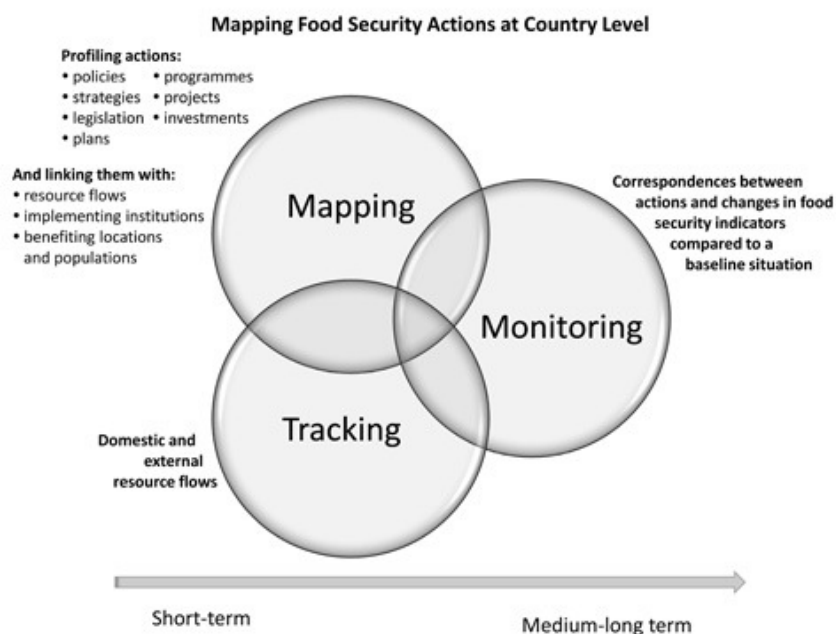 Mapping Food Security Actions at Country Level
Profiling actions:
• policies • programmes
• strategies • projects
• legislation • investments
• plans
And linking them with:
• resource flows
• implementing institutions
• benefiting locations
and populations
Mapping
Correspondences between
actions and changes in food
security indicators
compared to a
baseline situation
Monitoring
Tracking
Domestic and
external
resource flows
Short-term
Medium-long term